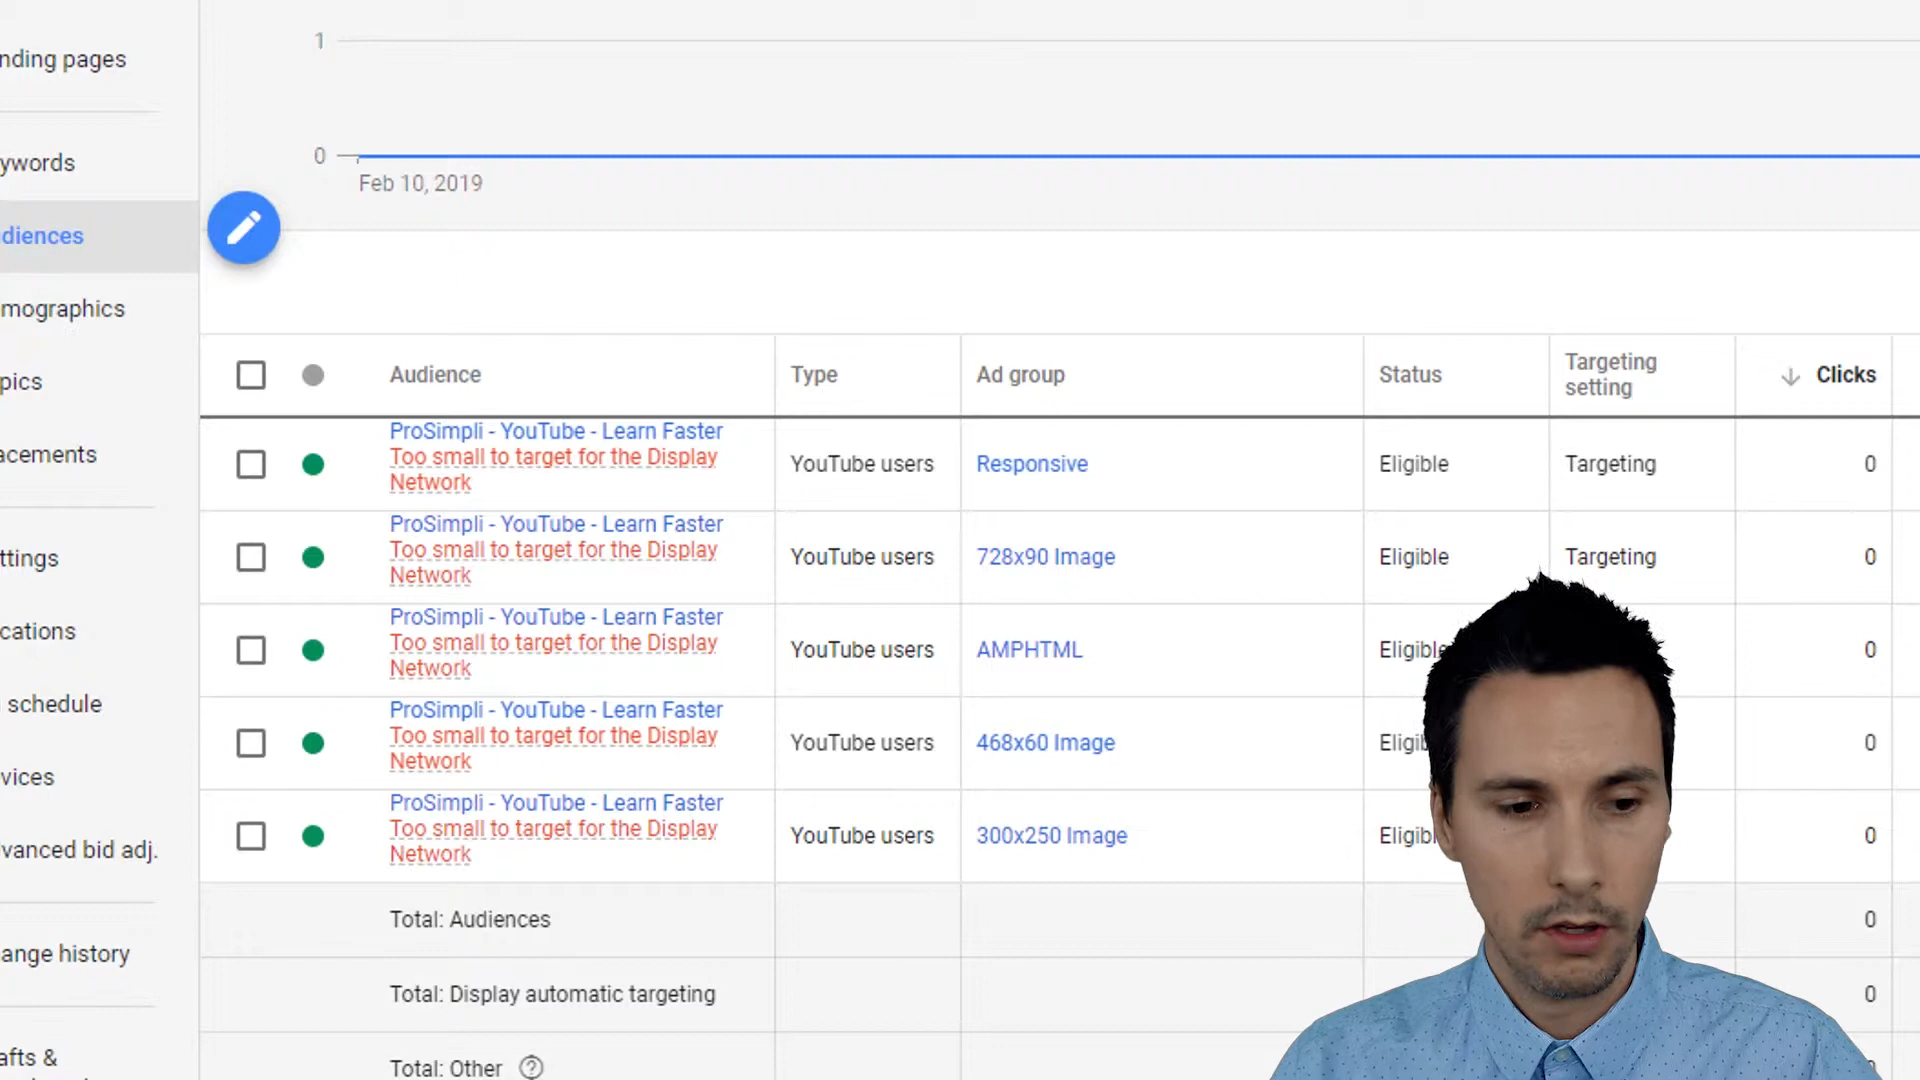 1
nding pages
0
ywords
Feb 10, 2019
diences
mographics
Audience Type Ad group Status Targeting setting Clicks
pics
ProSimpli - YouTube - Learn Faster
Too small to target for the Display
Network
YouTube users Responsive Eligible Targeting 0
acements
ProSimpli - YouTube - Learn Faster
Too small to target for the Display
Network
YouTube users 728x90 Image Eligible Targeting 0
ttings
ProSimpli - YouTube - Learn Faster
Too small to target for the Display
Network
YouTube users AMPHTML Eligible 0
cations
schedule
ProSimpli - YouTube - Learn Faster
Too small to target for the Display
Network
YouTube users 468x60 Image Eligib 0
vices
ProSimpli - YouTube - Learn Faster
Too small to target for the Display
Network
YouTube users 300x250 Image Eligibl 0
vanced bid adj.
Total: Audiences 0
ange history
Total: Display automatic targeting 0
afts &
Total: Other ?